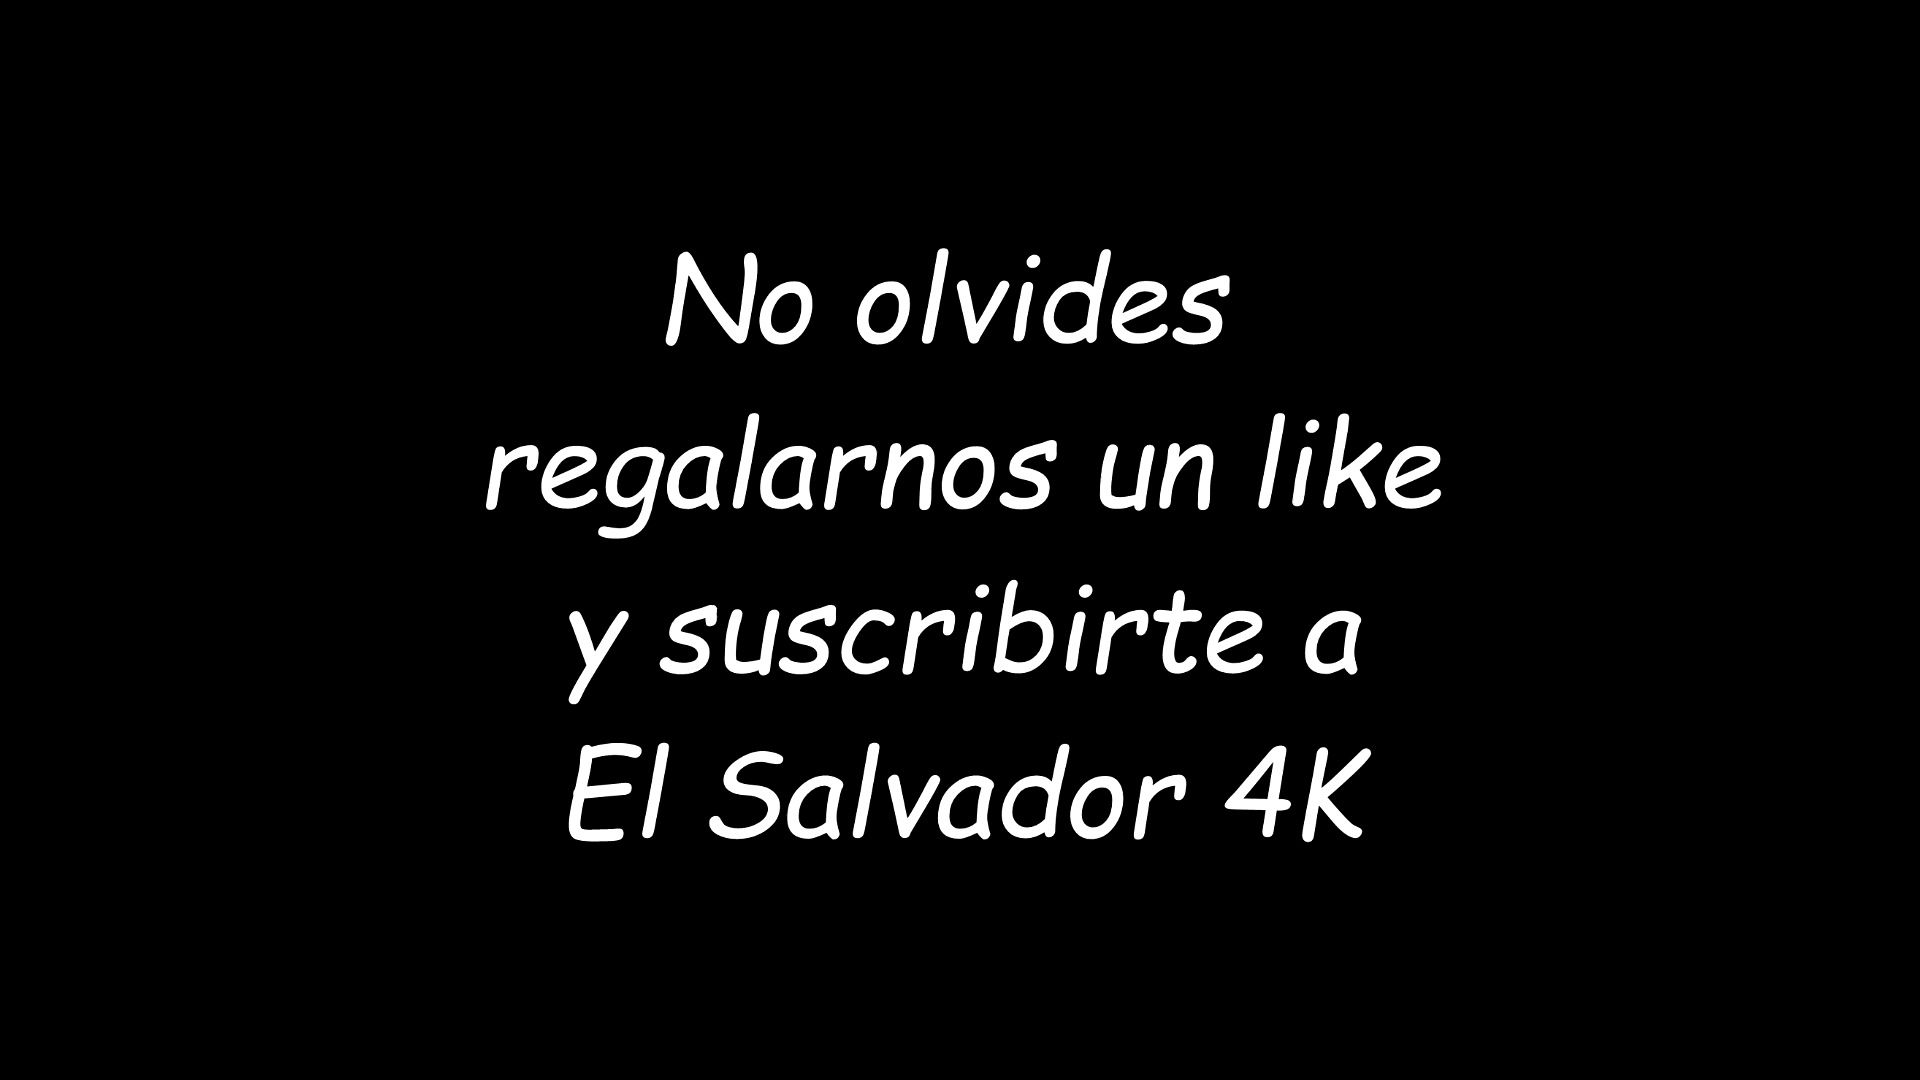 No olvides
regalarnos un like
y suscribirte a
El Salvador 4K